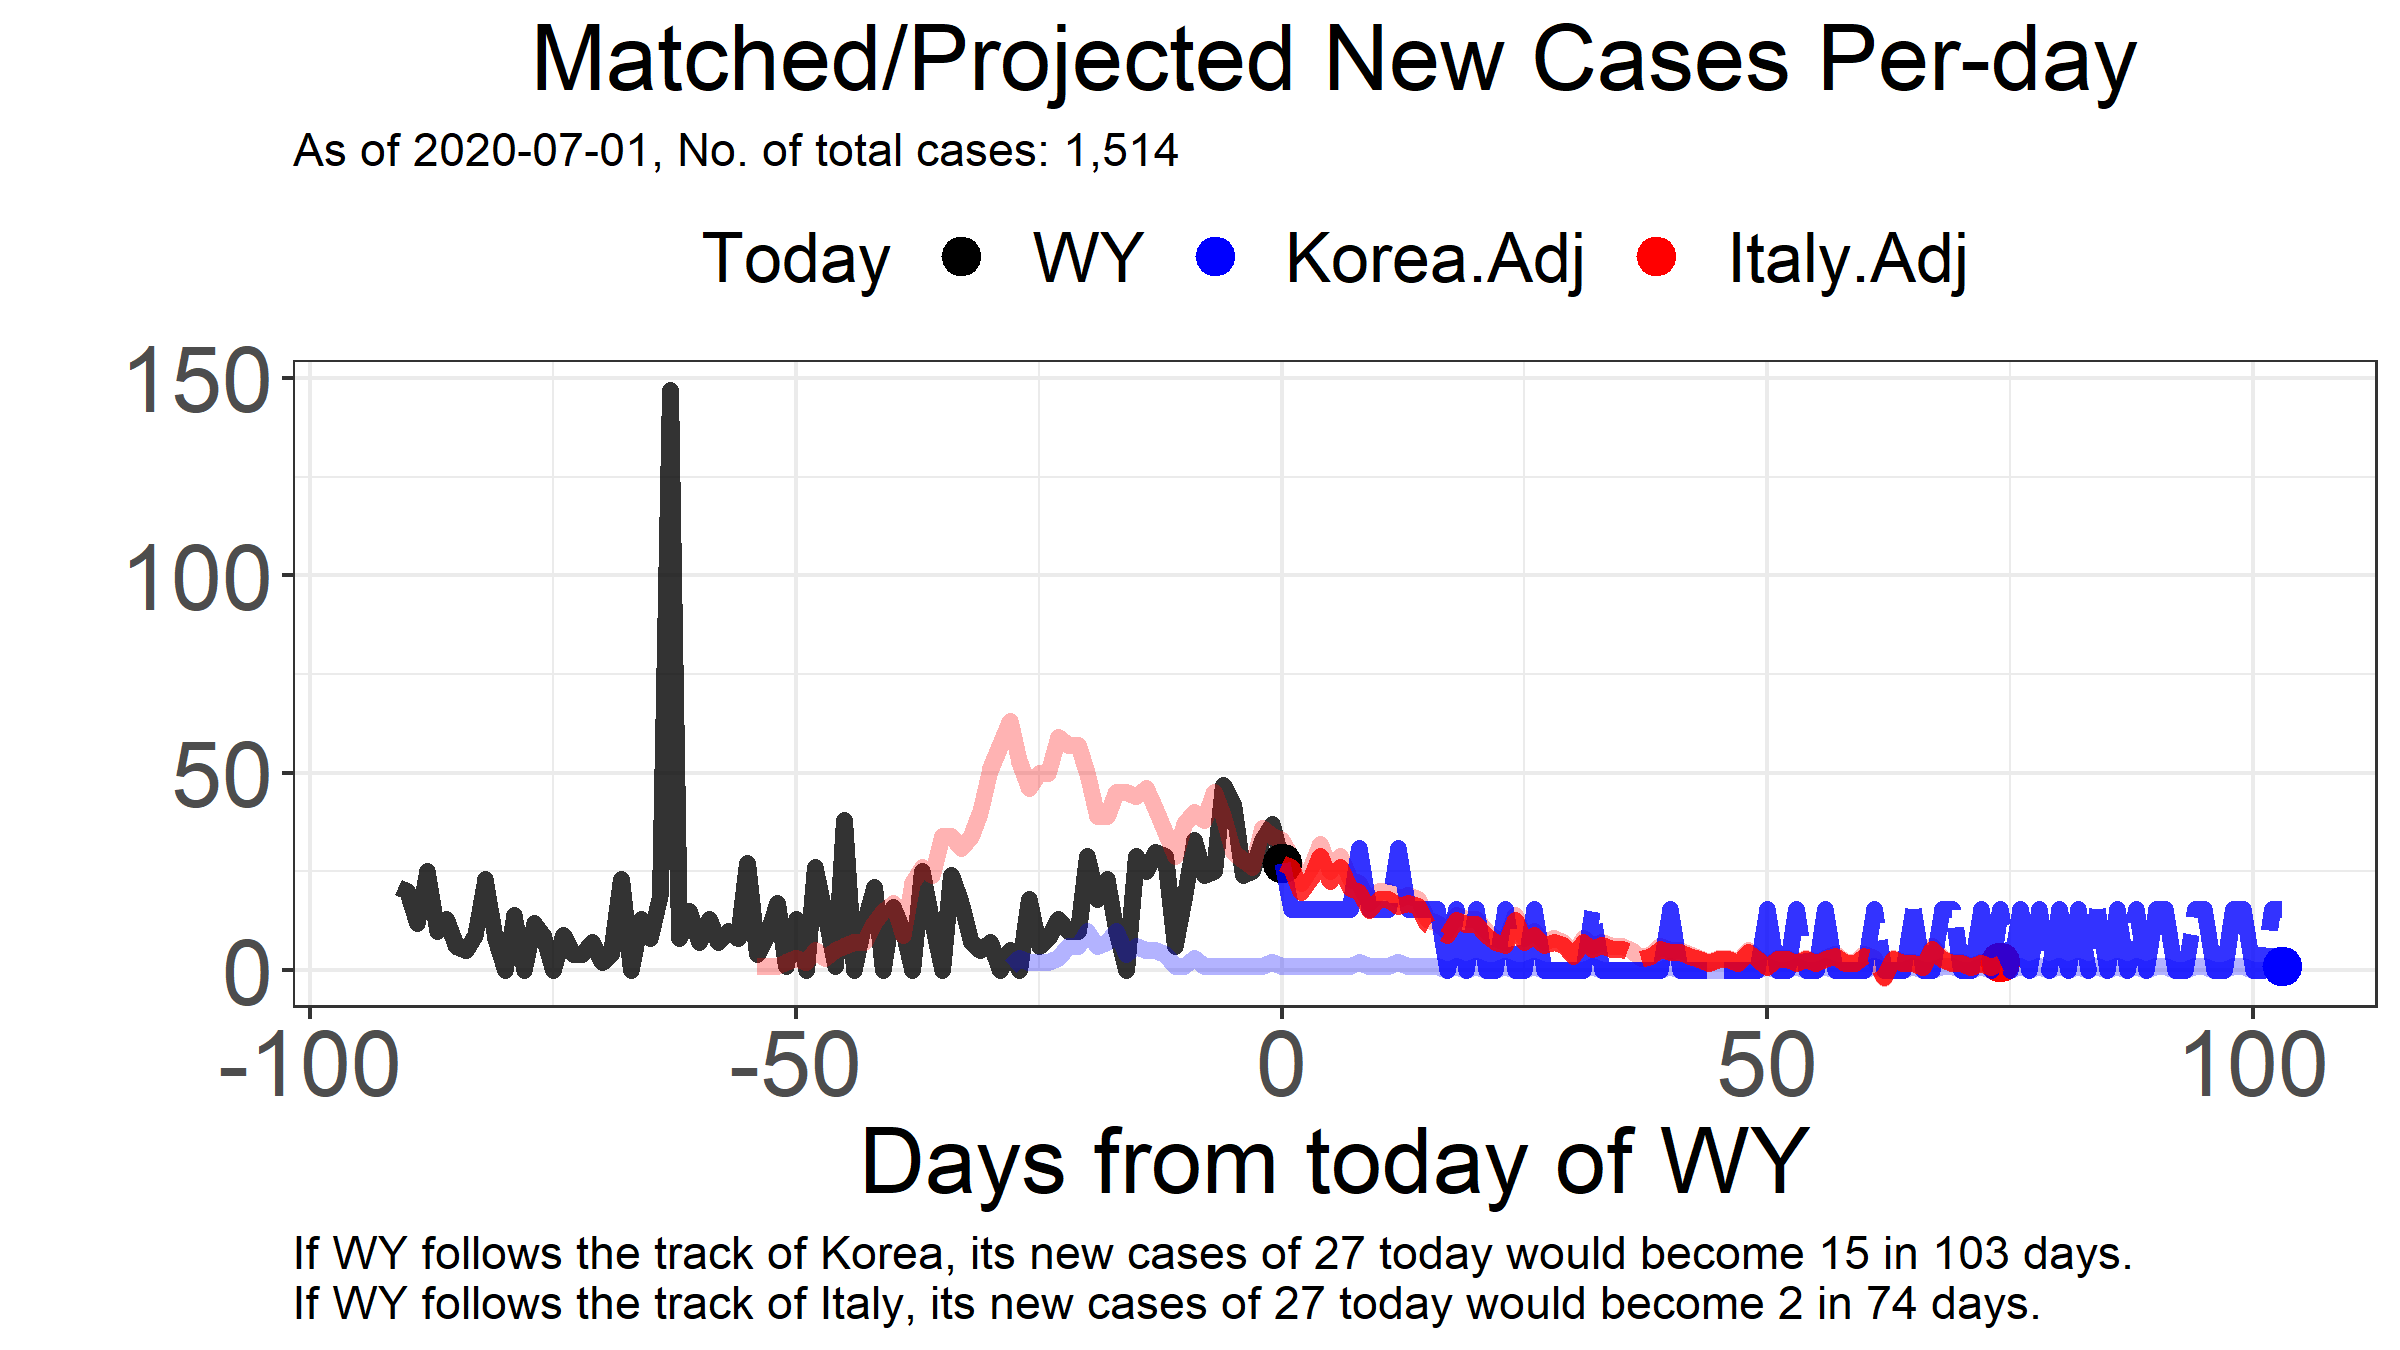 Matched/Projected New Cases Per-day
As of 2020-07-01, No. of total cases: 1,514
Today WY Korea.Adj Italy.Adj
150
100
50
0
-100 -50 0 50 100
Days from today of WY
If WY follows the track of Korea, its new cases of 27 today would become 15 in 103 days.
If WY follows the track of Italy, its new cases of 27 today would become 2 in 74 days.